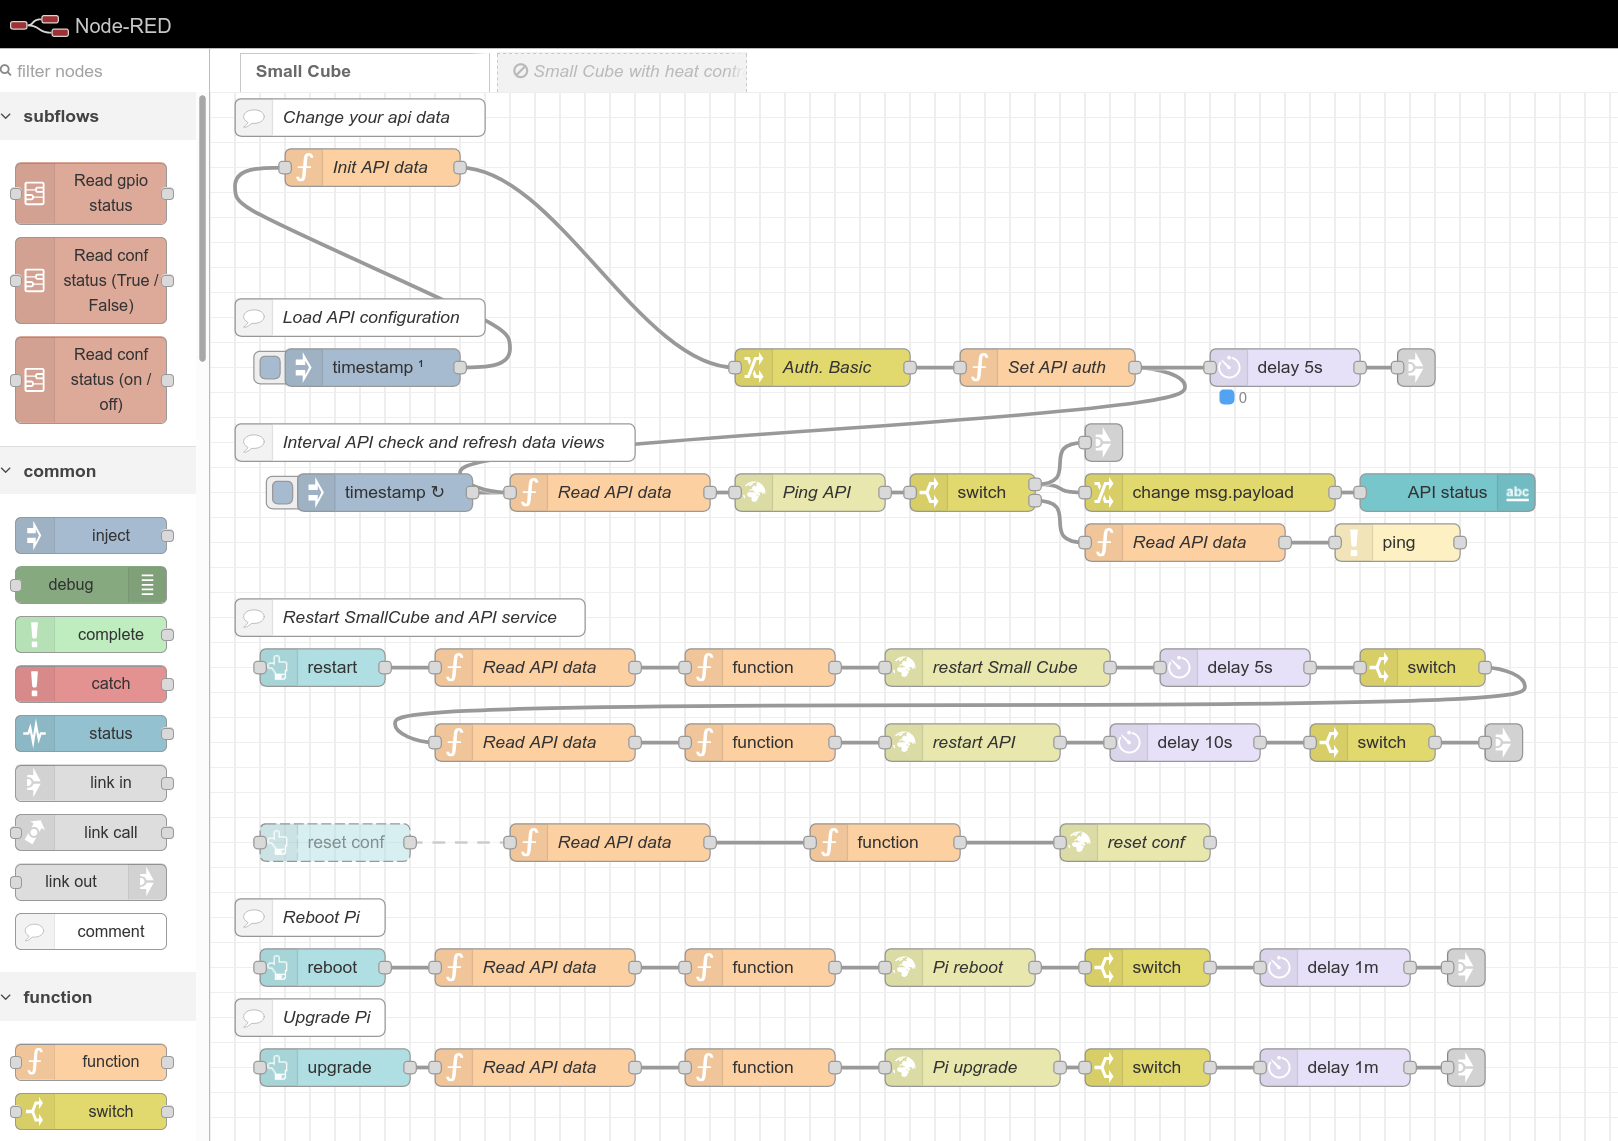 Node-RED
filter nodes
Small Cube
Small Cube with heat contr
subflows
Read gpio
status
Read conf
status (True /
False)
Read conf
status (on /
off)
common
inject
debug
complete
catch
status
link in
link call
link out
comment
function
function
switch
Change your api data
Init API data
Load API configuration
timestamp ¹
Auth. Basic
Set API auth
delay 5s
0
Interval API check and refresh data views
timestamp ↻
Read API data
Ping API
switch
change msg.payload
API status
abc
Read API data
ping
Restart SmallCube and API service
restart
Read API data
function
restart Small Cube
delay 5s
switch
Read API data
function
restart API
delay 10s
switch
reset conf
Read API data
function
reset conf
Reboot Pi
reboot
Read API data
function
Pi reboot
switch
delay 1m
Upgrade Pi
upgrade
Read API data
function
Pi upgrade
switch
delay 1m